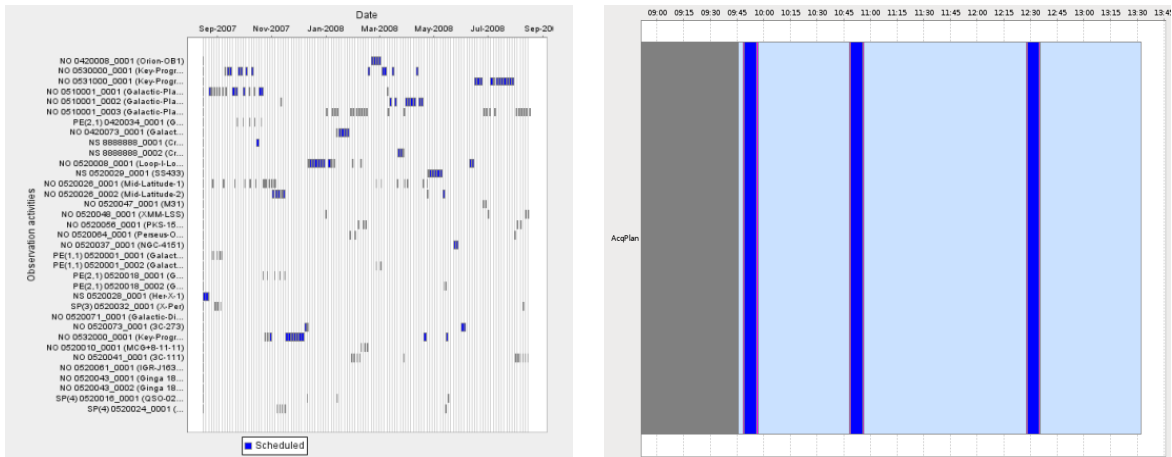 Date
Sep-2007 Nov-2007 Jan-2008 Mar-2008 May-2008 Jul-2008 Sep-20
Observation activities
NO 0420008_0001 (Orion-OB1)
NO 0530000_0001 (Key-Progr...
NO 0531000_0001 (Key-Progr...
NO 0510001_0001 (Galactic-Pla...
NO 0510001_0002 (Galactic-Pla...
NO 0510001_0003 (Galactic-Pla...
PE(2,1) 0420034_0001 (G...
NO 0420073_0001 (Galact...
NS 8888888_0001 (Cr...
NS 8888888_0002 (Cr...
NO 0520008_0001 (Loop-I-Lo...
NS 0520029_0001 (SS433)
NO 0520026_0001 (Mid-Latitude-1)
NO 0520026_0002 (Mid-Latitude-2)
NO 0520047_0001 (M31)
NO 0520048_0001 (XMM-LSS)
NO 0520056_0001 (PKS-15...
NO 0520064_0001 (Perseus-O...
NO 0520037_0001 (NGC-4151)
PE(1,1) 0520001_0001 (Galact...
PE(1,1) 0520001_0002 (Galact...
PE(2,1) 0520018_0001 (G...
PE(2,1) 0520018_0002 (G...
NS 0520028_0001 (Her-X-1)
SP(3) 0520032_0001 (X-Per)
NO 0520071_0001 (Galactic-Di...
NO 0520073_0001 (3C-273)
NO 0532000_0001 (Key-Progr...
NO 0520010_0001 (MCG+8-11-11)
NO 0520041_0001 (3C-111)
NO 0520061_0001 (IGR-J163...
NO 0520043_0001 (Ginga 18...
NO 0520043_0002 (Ginga 18...
SP(4) 0520016_0001 (QSO-02...
SP(4) 0520024_0001 (...
Scheduled
09:00 09:15 09:30 09:45 10:00 10:15 10:30 10:45 11:00 11:15 11:30 11:45 12:00 12:15 12:30 12:45 13:00 13:15 13:30 13:45
AcqPlan